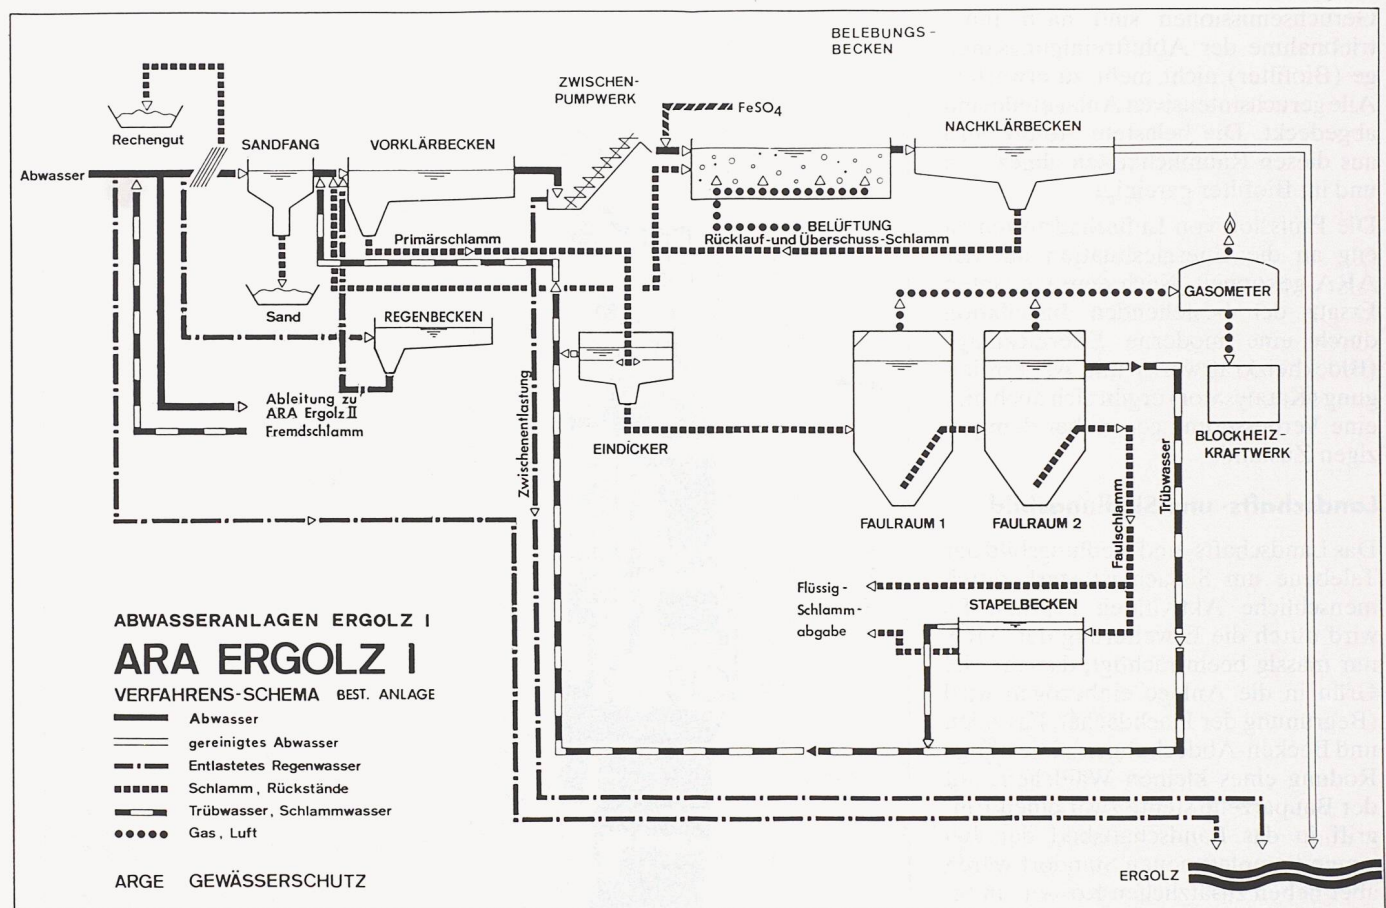 BELEBUNGS-
BECKEN
ZWISCHEN-
PUMPWERK
FeSO4
Rechengut
SANDFANG
VORKLÄRBECKEN
NACHKLÄRBECKEN
Abwasser
BELÜFTUNG
Primärschlamm
Rücklauf-und Überschuss-Schlamm
GASOMETER
Sand
REGENBECKEN
Ableitung zu
ARA Ergolz II
Fremdschlamm
Zwischenentlastung
EINDICKER
BLOCKHEIZ-
KRAFTWERK
Trübwasser
FAULRAUM 1
FAULRAUM 2
Faulschlamm
Flüssig-
Schlamm-
abgabe
STAPELBECKEN
ABWASSERANLAGEN ERGOLZ I
ARA ERGOLZ I
VERFAHRENS-SCHEMA BEST. ANLAGE
Abwasser
gereinigtes Abwasser
Entlastetes Regenwasser
Schlamm, Rückstände
Trübwasser, Schlammwasser
Gas, Luft
ARGE GEWÄSSERSCHUTZ
ERGOLZ